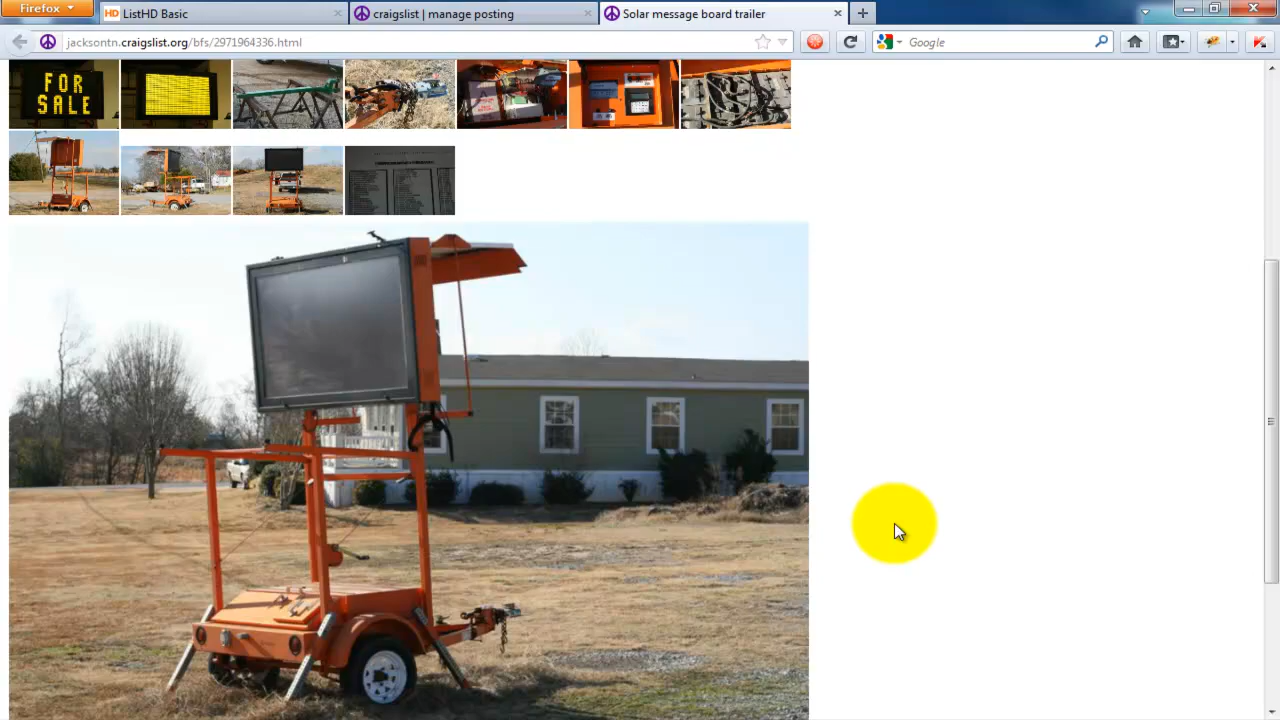 Firefox
ListHD Basic
craigslist | manage posting
Solar message board trailer
jacksontn.craigslist.org/bfs/2971964336.html
Google
FOR
SALE